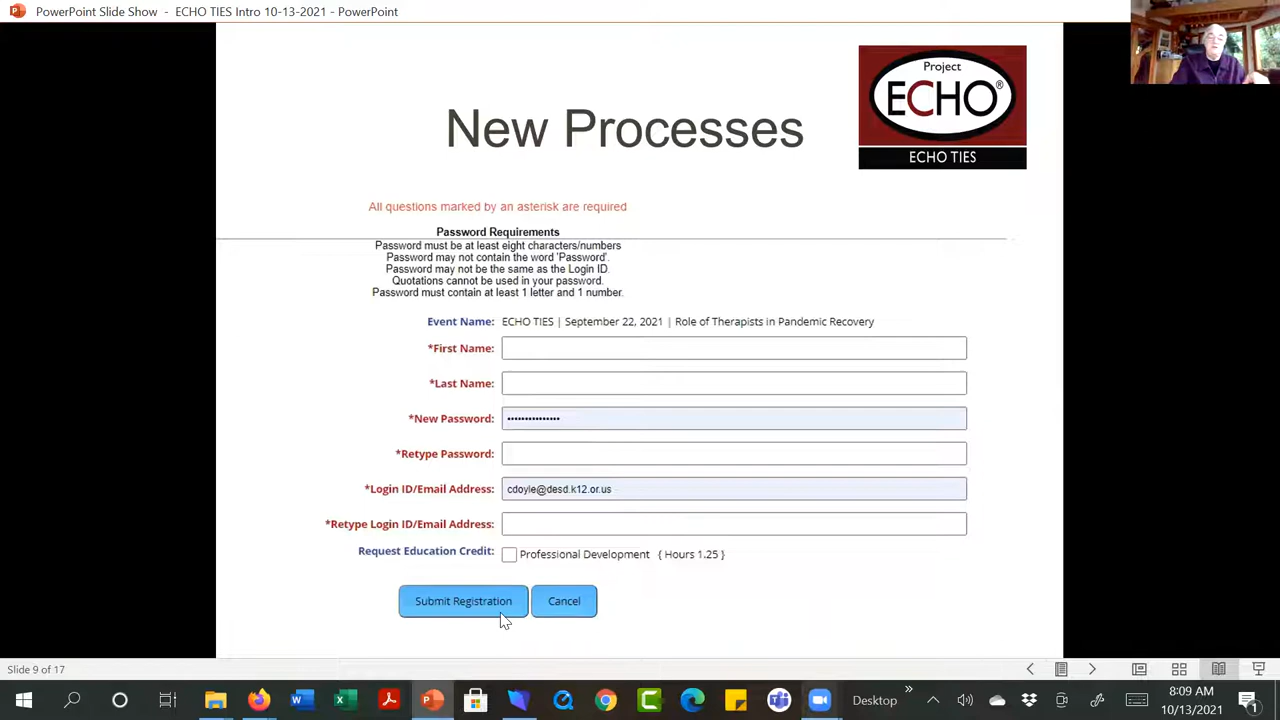 PowerPoint Slide Show - ECHO TIES Intro 10-13-2021 - PowerPoint
Project
ECHO®
ECHO TIES
New Processes
All questions marked by an asterisk are required
Password Requirements
Password must be at least eight characters/numbers
Password may not contain the word 'Password'.
Password may not be the same as the Login ID.
Quotations cannot be used in your password.
Password must contain at least 1 letter and 1 number.
Event Name: ECHO TIES | September 22, 2021 | Role of Therapists in Pandemic Recovery
*First Name:
*Last Name:
*New Password: •••••••••••••••
*Retype Password:
*Login ID/Email Address: cdoyle@desd.k12.or.us
*Retype Login ID/Email Address:
Request Education Credit: Professional Development { Hours 1.25 }
Submit Registration Cancel
Slide 9 of 17
Desktop
8:09 AM
10/13/2021
1